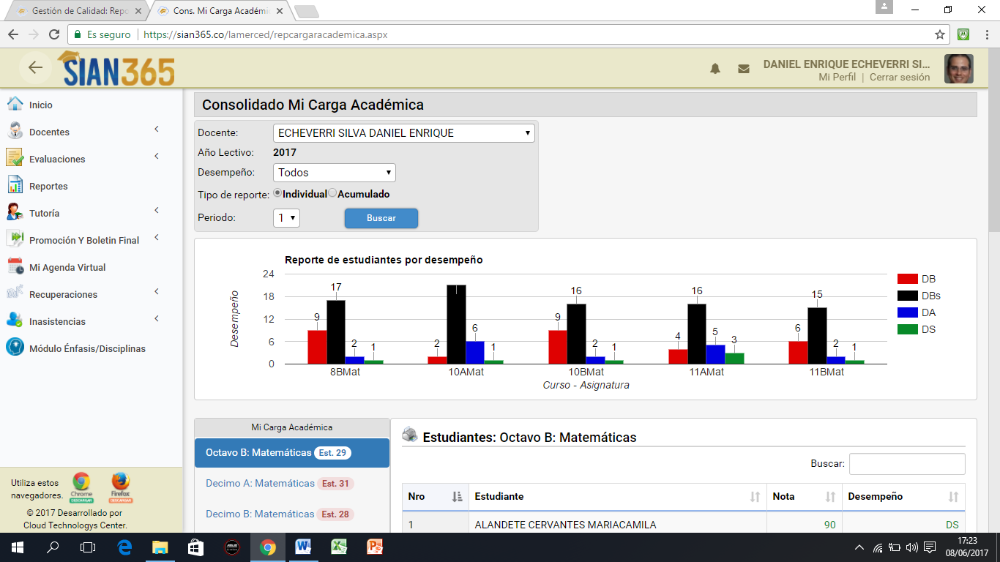 Gestión de Calidad: Rep
Cons. Mi Carga Académi
Es seguro
https://sian365.co/lamerced/repcargaracademica.aspx
SIAN365
DANIEL ENRIQUE ECHEVERRI SI...
Mi Perfil | Cerrar sesión
Inicio
Docentes
Evaluaciones
Reportes
Tutoría
Promoción Y Boletin Final
Mi Agenda Virtual
Recuperaciones
Inasistencias
Módulo Énfasis/Disciplinas
Utiliza estos
navegadores.
Chrome
DESCARGAR
Firefox
DESCARGAR
© 2017 Desarrollado por
Cloud Technologys Center.
Consolidado Mi Carga Académica
Docente: ECHEVERRI SILVA DANIEL ENRIQUE
Año Lectivo: 2017
Desempeño: Todos
Tipo de reporte: Individual Acumulado
Periodo: 1 Buscar
Reporte de estudiantes por desempeño
Desempeño
24
18
12
6
0
9 17 2 1
2 6 1
9 16 2 1
4 16 5 3
6 15 2 1
8BMat 10AMat 10BMat 11AMat 11BMat
Curso - Asignatura
DB
DBs
DA
DS
Mi Carga Académica
Octavo B: Matemáticas Est. 29
Decimo A: Matemáticas Est. 31
Decimo B: Matemáticas Est. 28
Estudiantes: Octavo B: Matemáticas
Buscar:
Nro Estudiante Nota Desempeño
1 ALANDETE CERVANTES MARIACAMILA 90 DS
17:23
08/06/2017